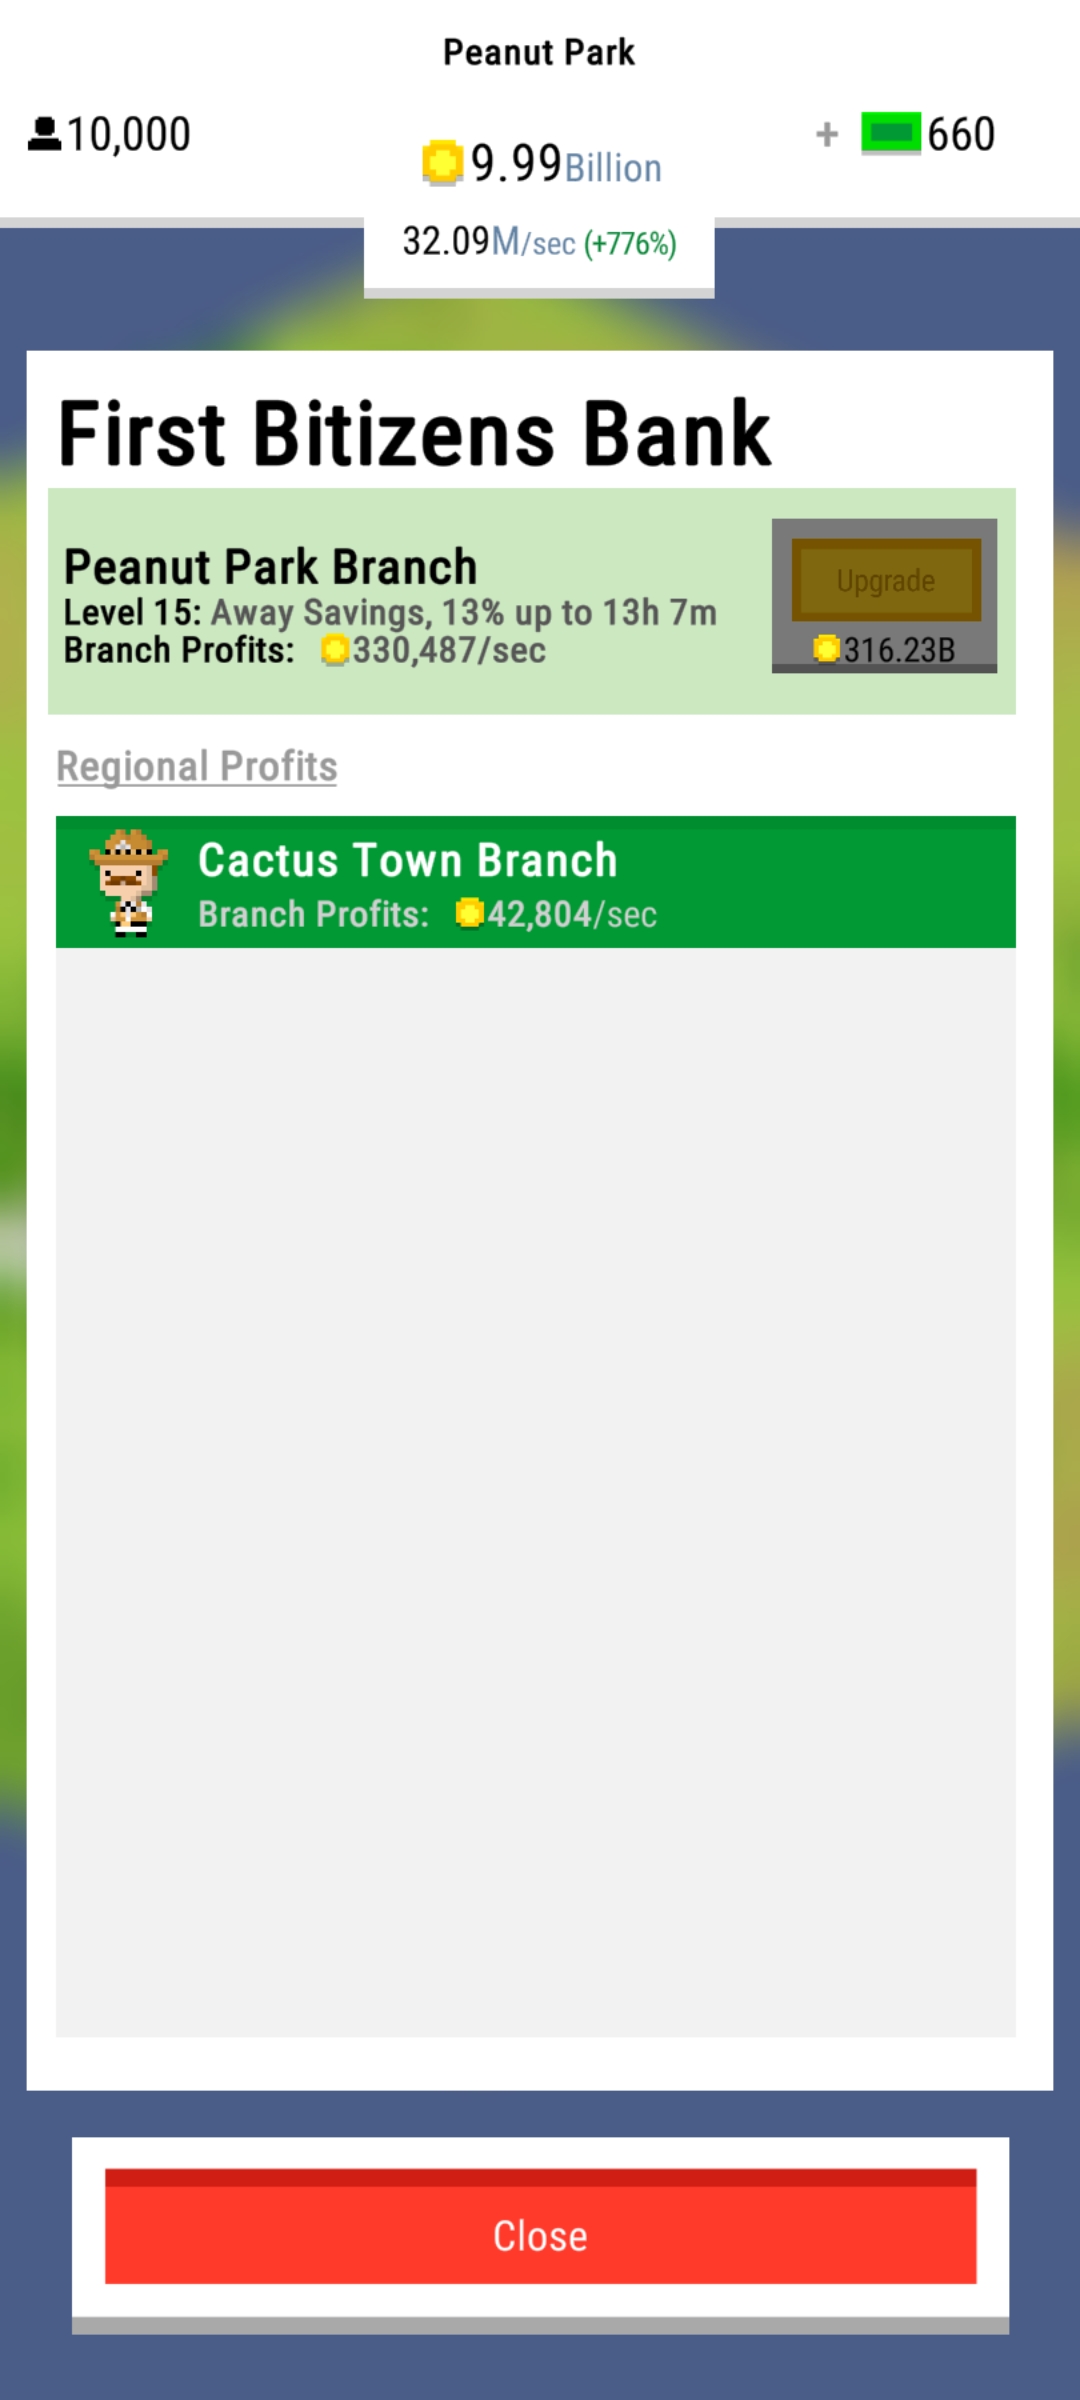 Peanut Park
10,000
9.99Billion
+ 660
32.09M/sec (+776%)
First Bitizens Bank
Peanut Park Branch
Level 15: Away Savings, 13% up to 13h 7m
Branch Profits: 330,487/sec
Upgrade
316.23B
Regional Profits
Cactus Town Branch
Branch Profits: 42,804/sec
Close